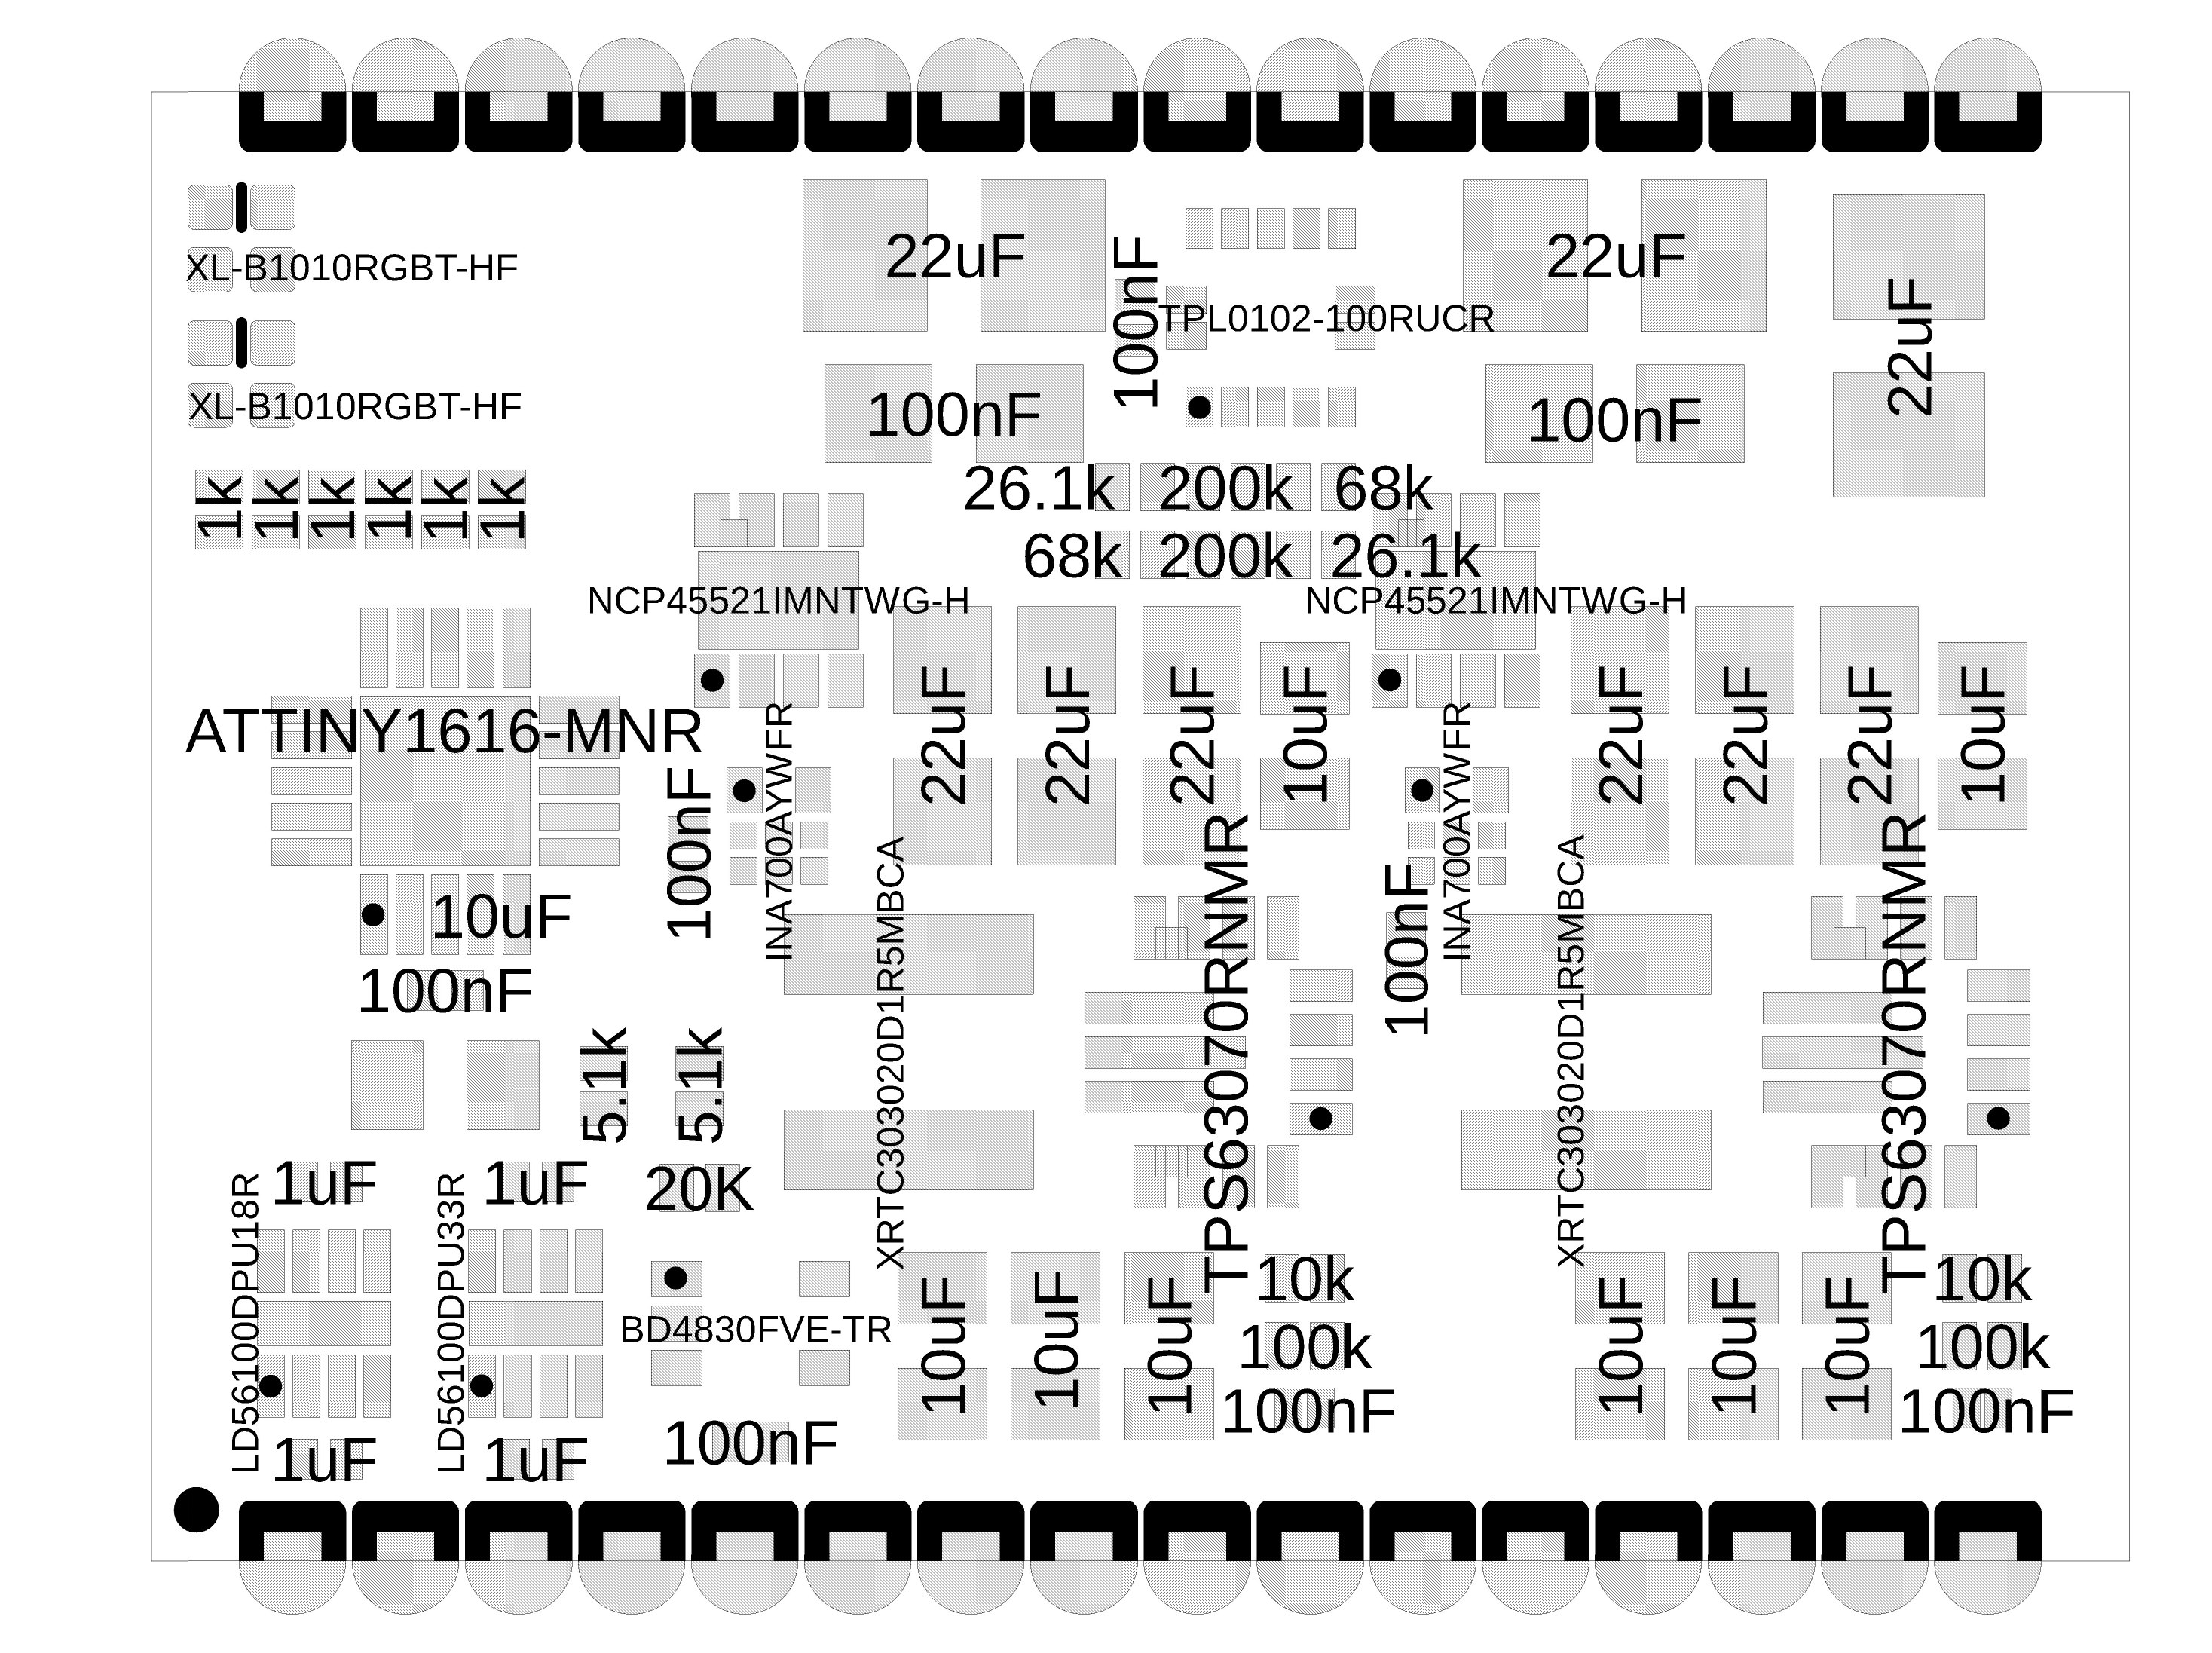 22uF
22uF
100nF
XL-B1010RGBT-HF
TPL0102-100RUCR
22uF
XL-B1010RGBT-HF
100nF
100nF
1k
1k
1k
1k
1k
1k
26.1k
200k
68k
68k
200k
26.1k
NCP45521IMNTWG-H
NCP45521IMNTWG-H
ATTINY1616-MNR
22uF
22uF
22uF
10uF
22uF
22uF
22uF
10uF
100nF
INA700AYWFR
INA700AYWFR
10uF
100nF
100nF
XRTC303020D1R5MBCA
TPS63070RNMR
XRTC303020D1R5MBCA
TPS63070RNMR
5.1k
5.1k
1uF
1uF
20K
LD56100DPU18R
LD56100DPU33R
BD4830FVE-TR
10uF
10uF
10uF
10k
100k
100nF
10uF
10uF
10uF
10k
100k
100nF
100nF
1uF
1uF